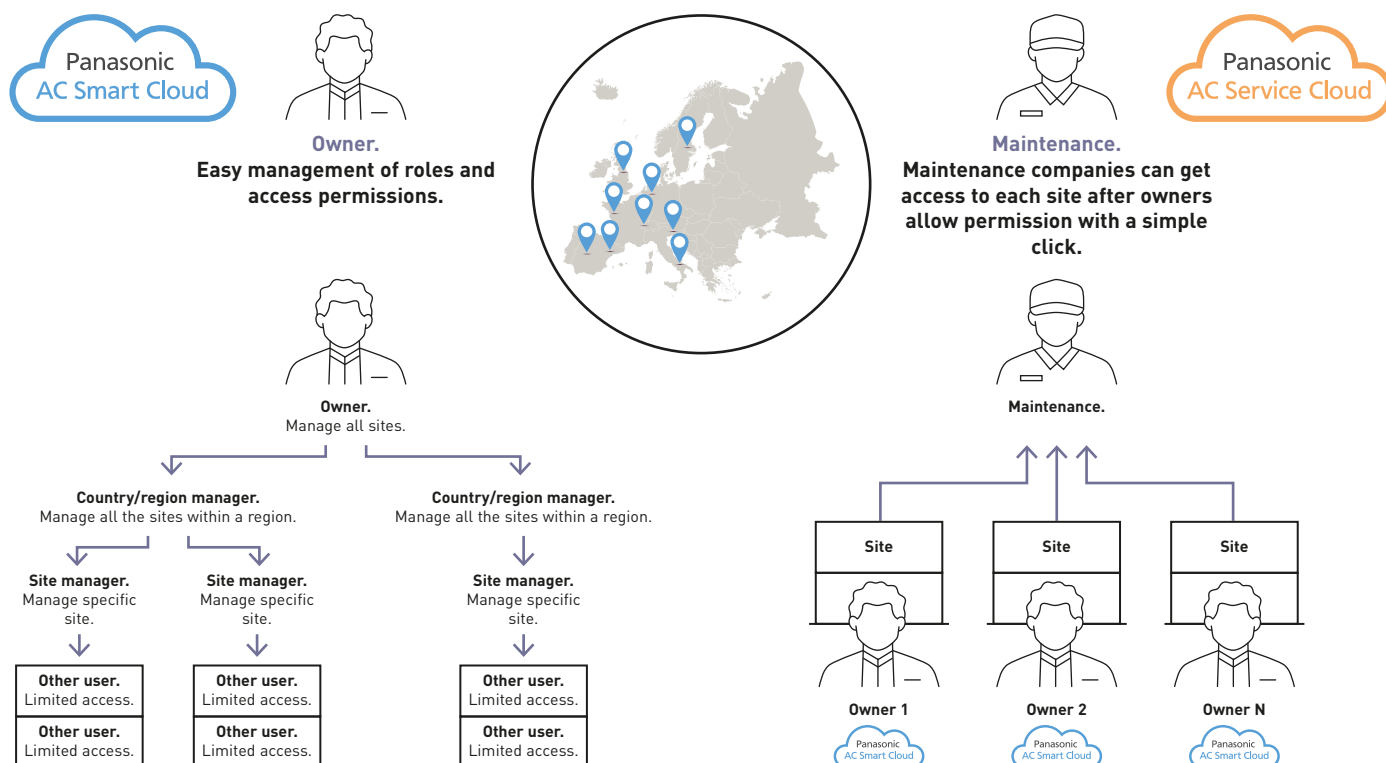 Panasonic
AC Smart Cloud
Owner.
Easy management of roles and
access permissions.
Maintenance.
Maintenance companies can get
access to each site after owners
allow permission with a simple
click.
Panasonic
AC Service Cloud
Owner.
Manage all sites.
Country/region manager.
Manage all the sites within a region.
Country/region manager.
Manage all the sites within a region.
Site manager.
Manage specific
site.
Site manager.
Manage specific
site.
Site manager.
Manage specific
site.
Other user.
Limited access.
Other user.
Limited access.
Other user.
Limited access.
Other user.
Limited access.
Other user.
Limited access.
Other user.
Limited access.
Maintenance.
Site
Site
Site
Owner 1
Owner 2
Owner N
Panasonic
AC Smart Cloud
Panasonic
AC Smart Cloud
Panasonic
AC Smart Cloud